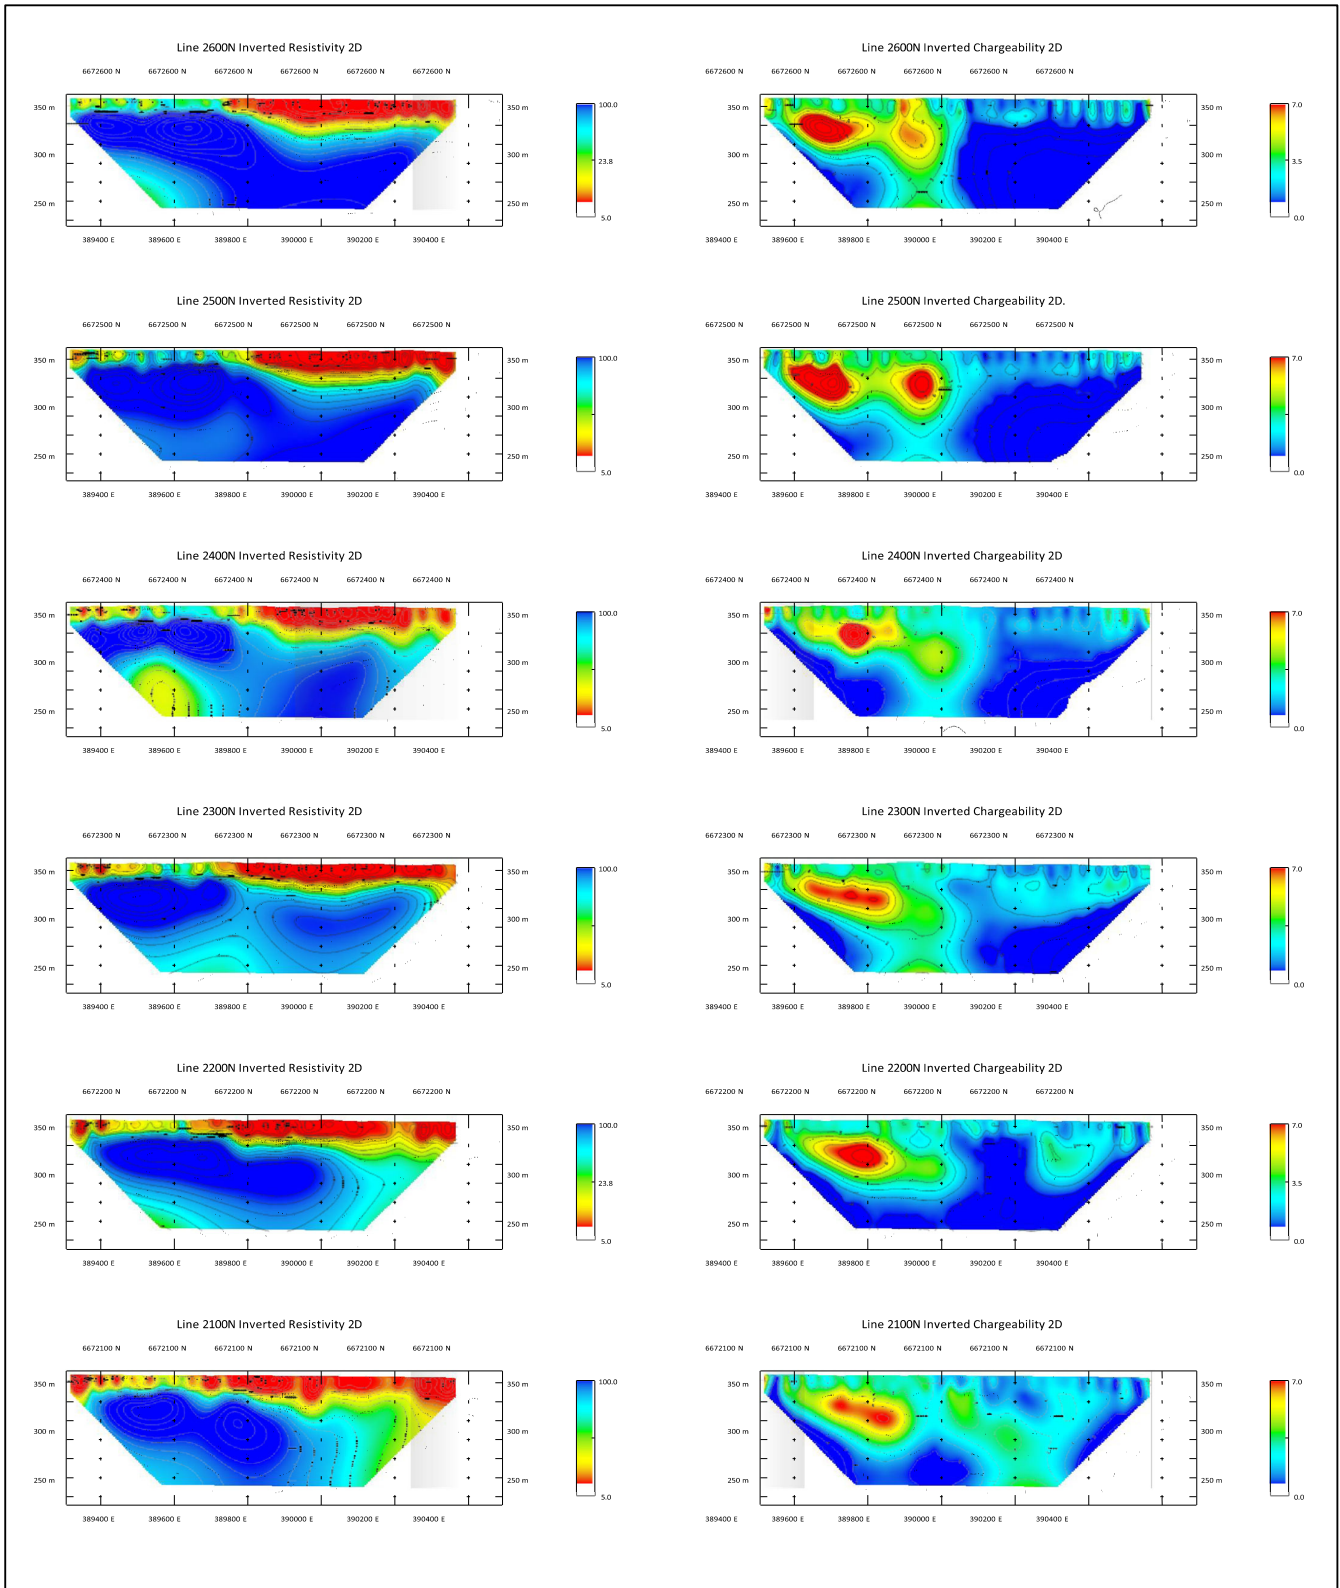 Line 2600N Inverted Resistivity 2D
6672600 N 6672600 N 6672600 N 6672600 N 6672600 N 6672600 N
350 m 350 m 100.0
300 m 300 m 23.8
250 m 250 m 5.0
389400 E 389600 E 389800 E 390000 E 390200 E 390400 E
Line 2600N Inverted Chargeability 2D
6672600 N 6672600 N 6672600 N 6672600 N 6672600 N 6672600 N
350 m 350 m 7.0
300 m 300 m 3.5
250 m 250 m 0.0
389400 E 389600 E 389800 E 390000 E 390200 E 390400 E
Line 2500N Inverted Resistivity 2D
6672500 N 6672500 N 6672500 N 6672500 N 6672500 N 6672500 N
350 m 350 m 100.0
300 m 300 m
250 m 250 m 5.0
389400 E 389600 E 389800 E 390000 E 390200 E 390400 E
Line 2500N Inverted Chargeability 2D.
6672500 N 6672500 N 6672500 N 6672500 N 6672500 N 6672500 N
350 m 350 m 7.0
300 m 300 m
250 m 250 m 0.0
389400 E 389600 E 389800 E 390000 E 390200 E 390400 E
Line 2400N Inverted Resistivity 2D
6672400 N 6672400 N 6672400 N 6672400 N 6672400 N 6672400 N
350 m 350 m 100.0
300 m 300 m
250 m 250 m 5.0
389400 E 389600 E 389800 E 390000 E 390200 E 390400 E
Line 2400N Inverted Chargeability 2D
6672400 N 6672400 N 6672400 N 6672400 N 6672400 N 6672400 N
350 m 350 m 7.0
300 m 300 m
250 m 250 m 0.0
389400 E 389600 E 389800 E 390000 E 390200 E 390400 E
Line 2300N Inverted Resistivity 2D
6672300 N 6672300 N 6672300 N 6672300 N 6672300 N 6672300 N
350 m 350 m 100.0
300 m 300 m
250 m 250 m 5.0
389400 E 389600 E 389800 E 390000 E 390200 E 390400 E
Line 2300N Inverted Chargeability 2D
6672300 N 6672300 N 6672300 N 6672300 N 6672300 N 6672300 N
350 m 350 m 7.0
300 m 300 m
250 m 250 m 0.0
389400 E 389600 E 389800 E 390000 E 390200 E 390400 E
Line 2200N Inverted Resistivity 2D
6672200 N 6672200 N 6672200 N 6672200 N 6672200 N 6672200 N
350 m 350 m 100.0
300 m 300 m 23.8
250 m 250 m 5.0
389400 E 389600 E 389800 E 390000 E 390200 E 390400 E
Line 2200N Inverted Chargeability 2D
6672200 N 6672200 N 6672200 N 6672200 N 6672200 N 6672200 N
350 m 350 m 7.0
300 m 300 m 3.5
250 m 250 m 0.0
389400 E 389600 E 389800 E 390000 E 390200 E 390400 E
Line 2100N Inverted Resistivity 2D
6672100 N 6672100 N 6672100 N 6672100 N 6672100 N 6672100 N
350 m 350 m 100.0
300 m 300 m
250 m 250 m 5.0
389400 E 389600 E 389800 E 390000 E 390200 E 390400 E
Line 2100N Inverted Chargeability 2D
6672100 N 6672100 N 6672100 N 6672100 N 6672100 N 6672100 N
350 m 350 m 7.0
300 m 300 m
250 m 250 m 0.0
389400 E 389600 E 389800 E 390000 E 390200 E 390400 E